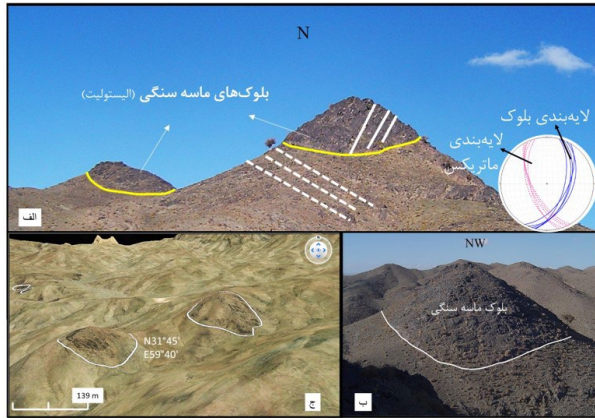 N
بلوک‌های ماسه سنگی (الیستولیت)
لایه‌بندی بلوک
لایه‌بندی
ماتریکس
الف
NW
بلوک ماسه سنگی
N31°45'
E59°40'
139 m
ج
ب